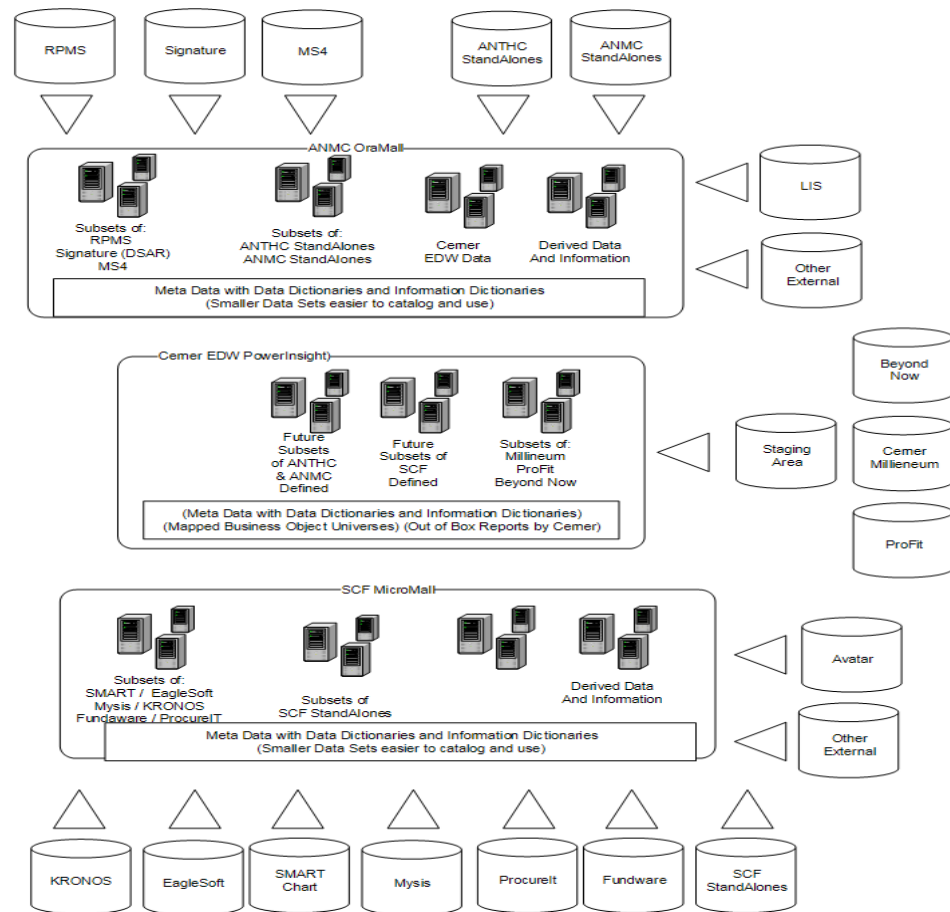 RPMS
Signature
MS4
ANTHC
StandAlones
ANMC
StandAlones
ANMC OraMall
Subsets of:
RPMS
Signature (DSAR)
MS4
Subsets of:
ANTHC StandAlones
ANMC StandAlones
Cerner
EDW Data
Derived Data
And Information
Meta Data with Data Dictionaries and Information Dictionaries
(Smaller Data Sets easier to catalog and use)
LIS
Other
External
Cerner EDW PowerInsight)
Future
Subsets
of ANTHC
& ANMC
Defined
Future
Subsets of
SCF
Defined
Subsets of:
Millineum
ProFit
Beyond Now
(Meta Data with Data Dictionaries and Information Dictionaries)
(Mapped Business Object Universes) (Out of Box Reports by Cerner)
Staging
Area
Beyond
Now
Cerner
Millieneum
ProFit
SCF MicroMall
Subsets of:
SMART / EagleSoft
Mysis / KRONOS
Fundaware / ProcureIT
Subsets of
SCF StandAlones
Derived Data
And Information
Meta Data with Data Dictionaries and Information Dictionaries
(Smaller Data Sets easier to catalog and use)
Avatar
Other
External
KRONOS
EagleSoft
SMART
Chart
Mysis
ProcureIt
Fundware
SCF
StandAlones